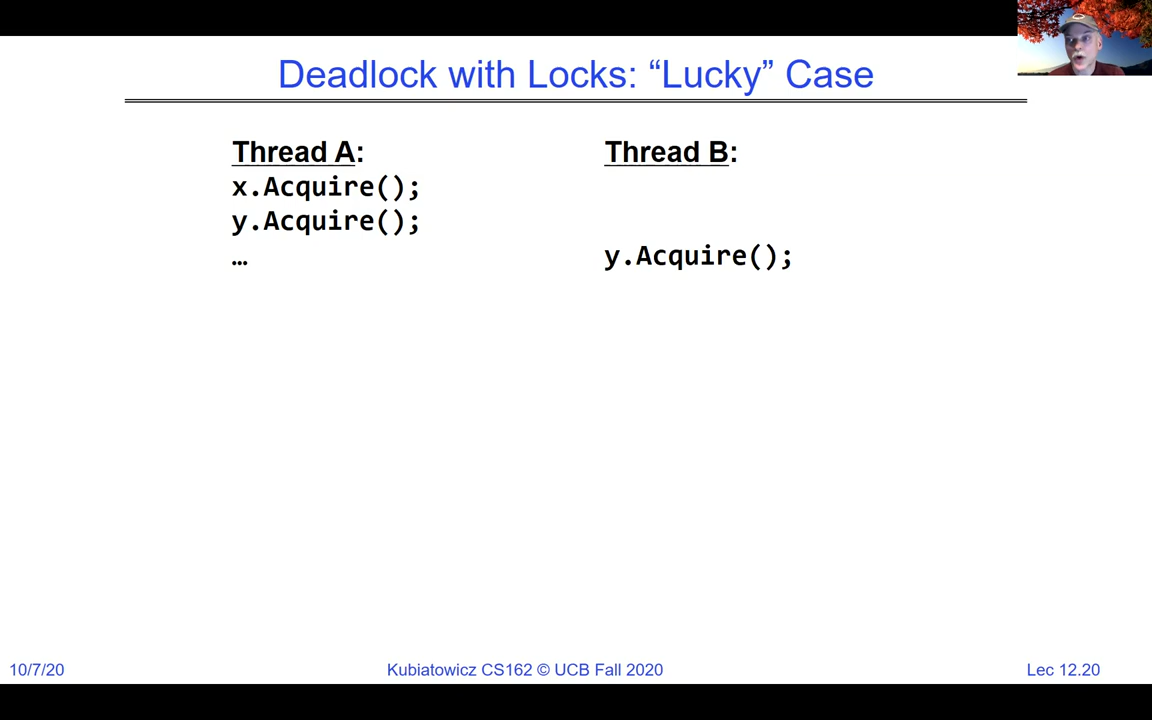 Deadlock with Locks: “Lucky” Case
Thread A:
x.Acquire();
y.Acquire();
…
Thread B:
y.Acquire();
10/7/20
Kubiatowicz CS162 © UCB Fall 2020
Lec 12.20